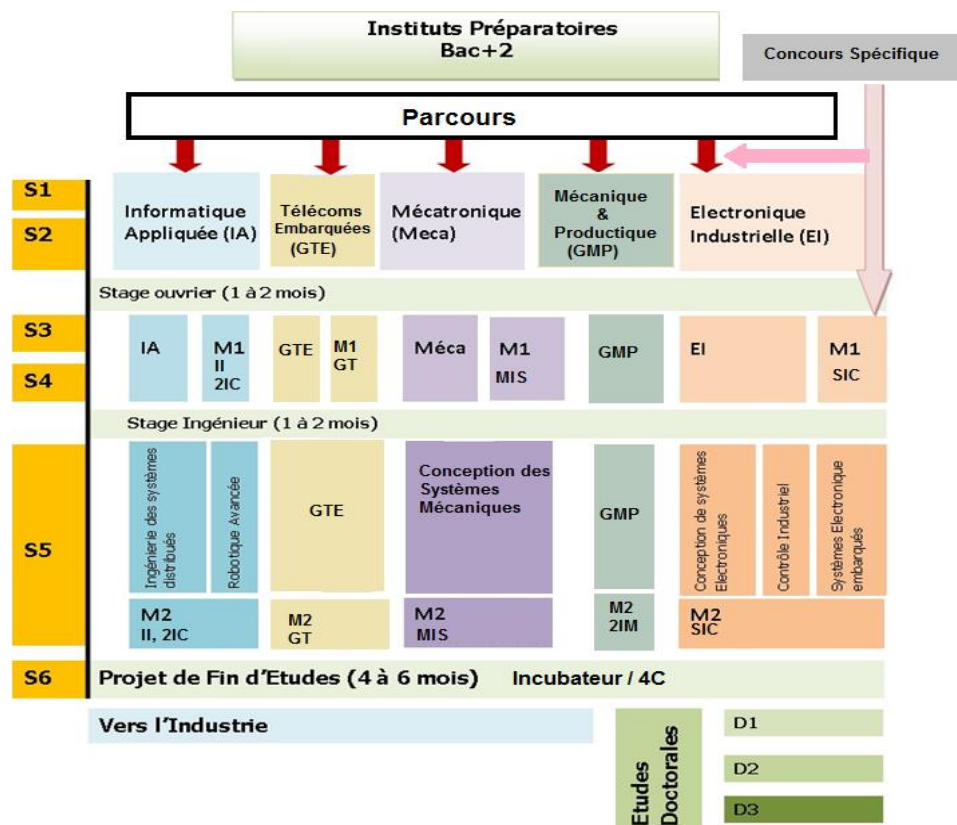 Instituts Préparatoires
Bac+2
Concours Spécifique
Parcours
S1
S2
Informatique
Appliquée (IA)
Télécoms
Embarquées
(GTE)
Mécatronique
(Meca)
Mécanique
&
Productique
(GMP)
Electronique
Industrielle (EI)
Stage ouvrier (1 à 2 mois)
S3
S4
IA
M1
II
2IC
GTE
M1
GT
Méca
M1
MIS
GMP
EI
M1
SIC
Stage Ingénieur (1 à 2 mois)
S5
Ingénierie des systèmes
distribués
Robotique Avancée
GTE
Conception des
Systèmes
Mécaniques
GMP
Conception de systèmes
Electroniques
Contrôle Industriel
Systèmes Electronique
embarqués
M2
II, 2IC
M2
GT
M2
MIS
M2
2IM
M2
SIC
S6
Projet de Fin d'Etudes (4 à 6 mois) Incubateur / 4C
Vers l'Industrie
Etudes
Doctorales
D1
D2
D3